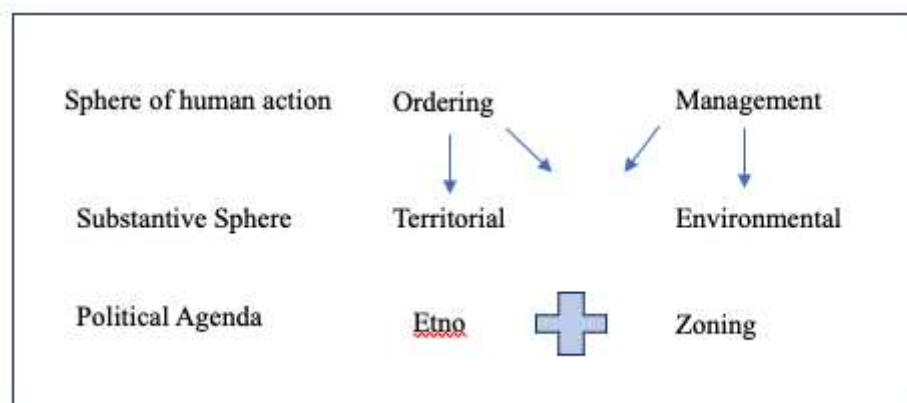 Sphere of human action Ordering Management
Substantive Sphere Territorial Environmental
Political Agenda Etno Zoning